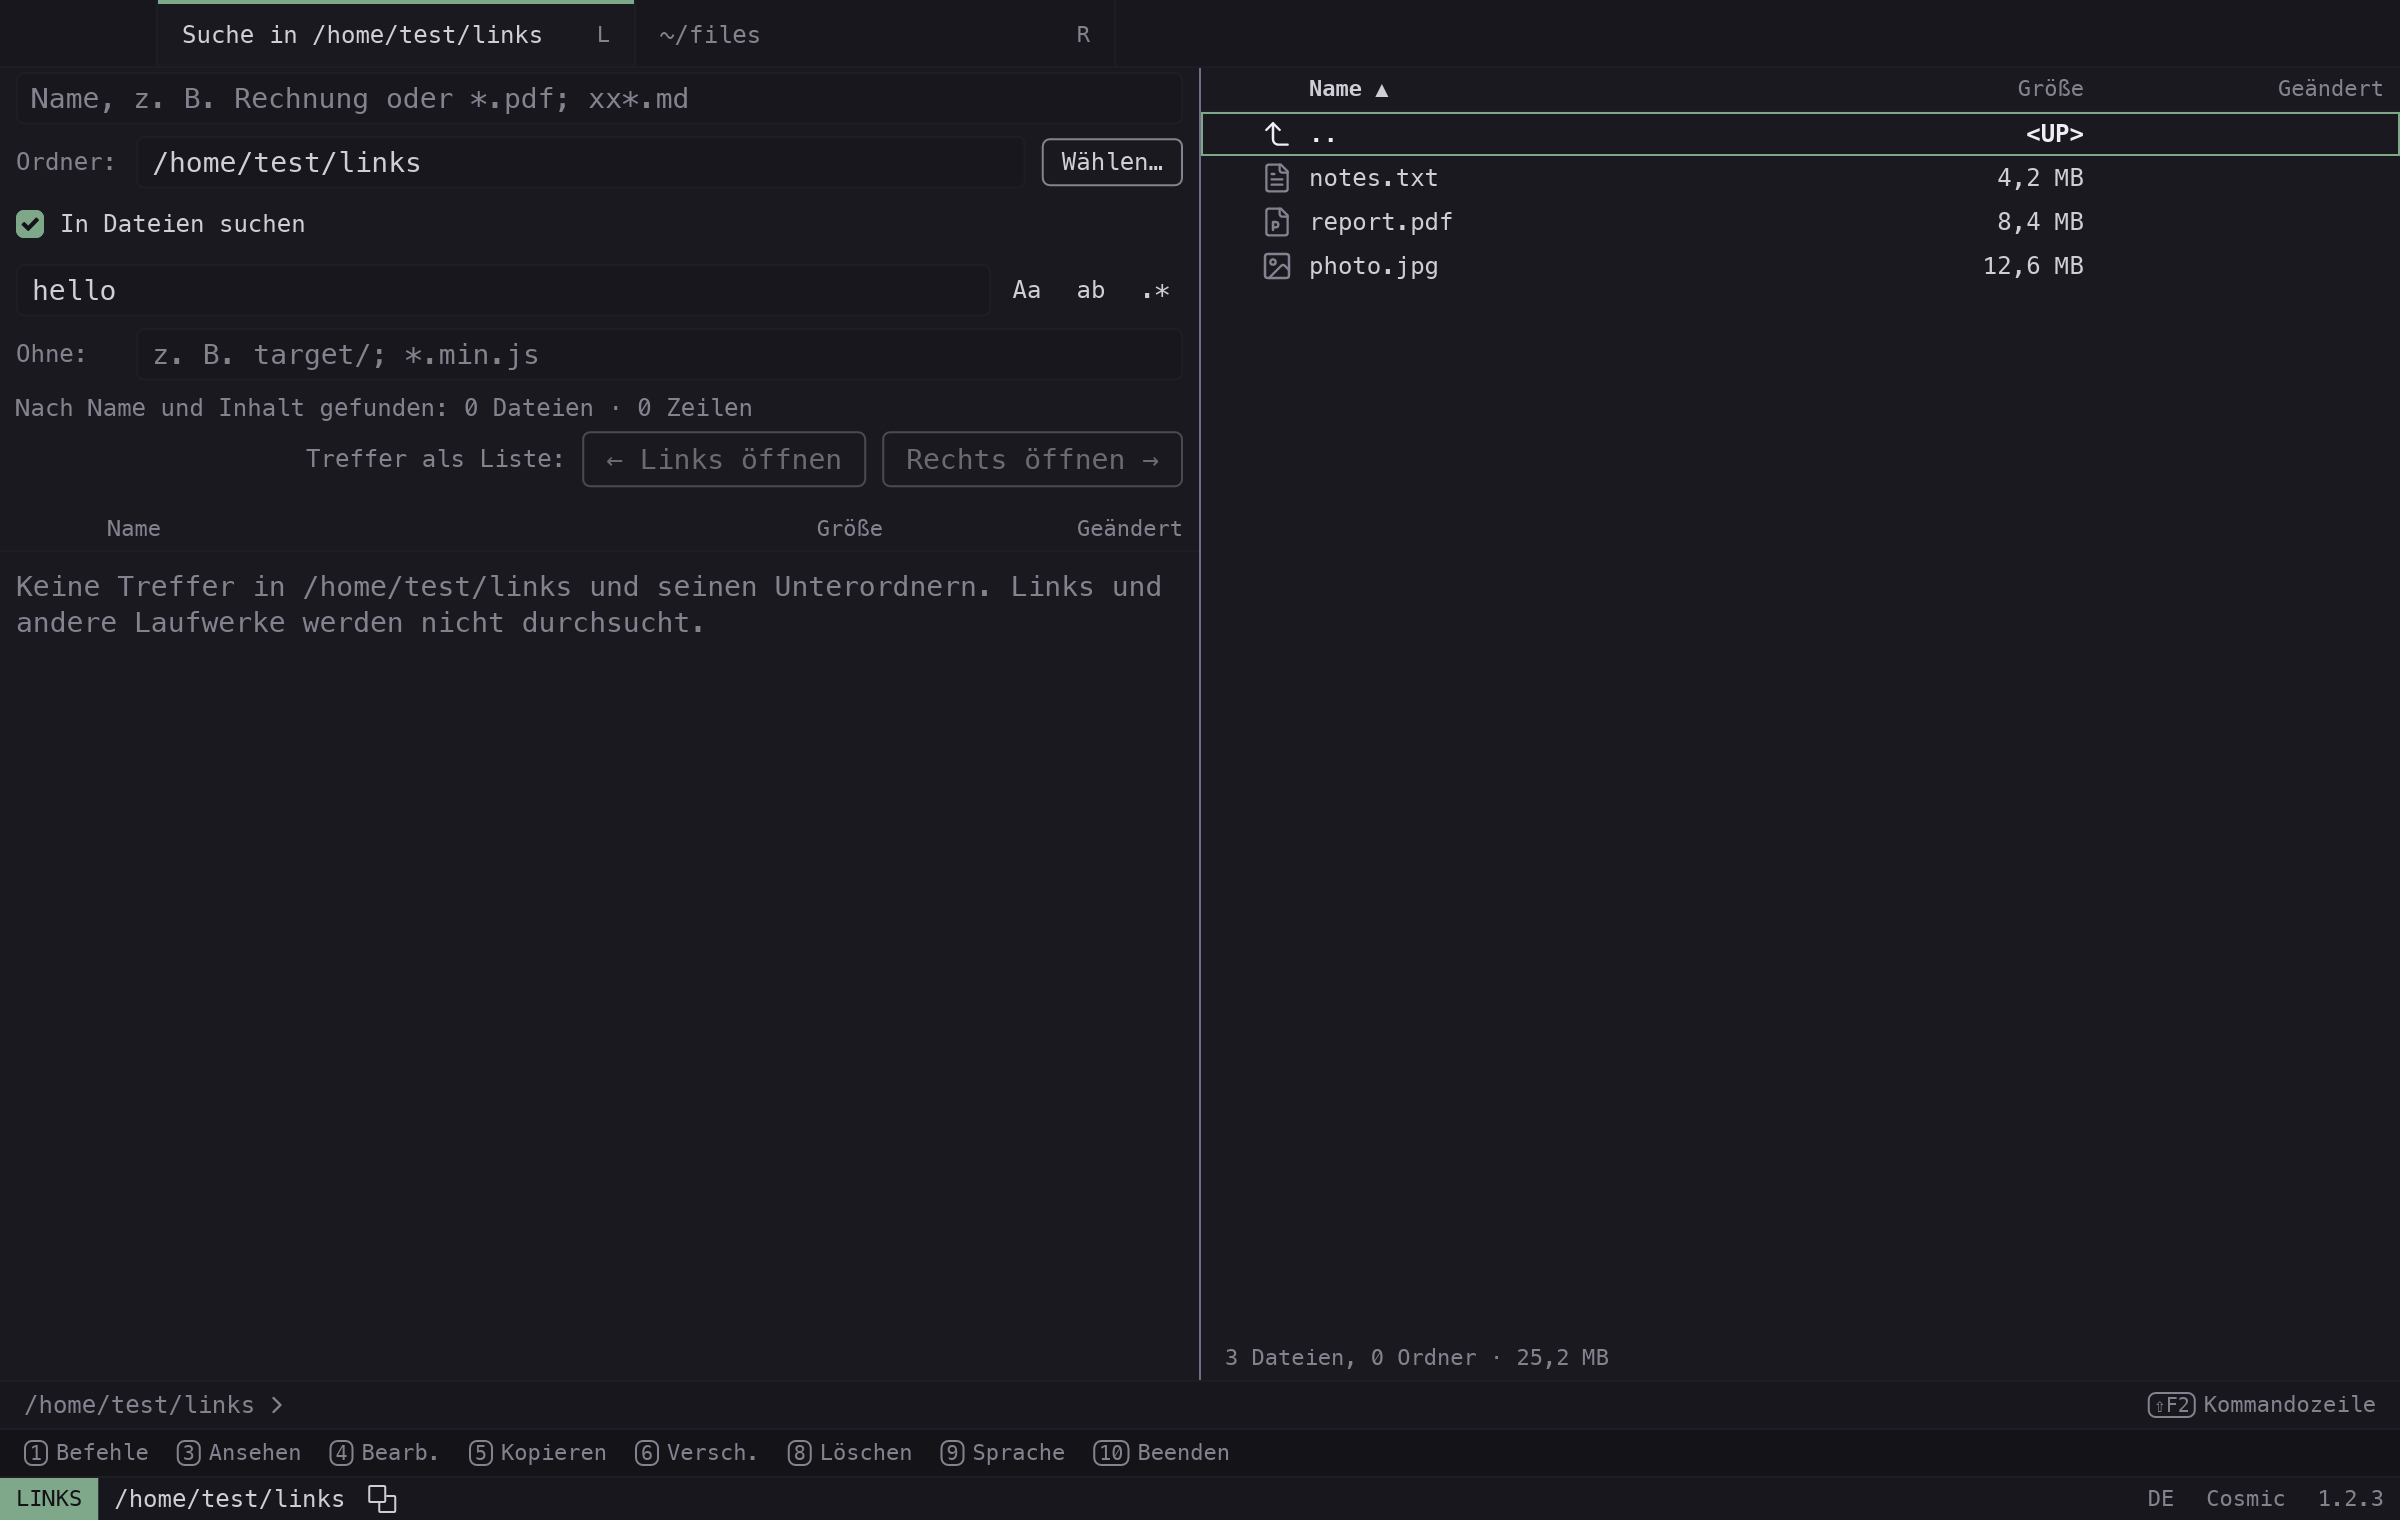 Suche in /home/test/links L ~/files R
Name, z. B. Rechnung oder *.pdf; xx*.md
Ordner: /home/test/links Wählen…
In Dateien suchen
hello Aa ab .*
Ohne: z. B. target/; *.min.js
Nach Name und Inhalt gefunden: 0 Dateien · 0 Zeilen
Treffer als Liste: ← Links öffnen Rechts öffnen →
Name Größe Geändert
Keine Treffer in /home/test/links und seinen Unterordnern. Links und
andere Laufwerke werden nicht durchsucht.
Name ▲ Größe Geändert
.. <UP>
notes.txt 4,2 MB
report.pdf 8,4 MB
photo.jpg 12,6 MB
3 Dateien, 0 Ordner · 25,2 MB
/home/test/links > ⇧F2 Kommandozeile
1 Befehle 3 Ansehen 4 Bearb. 5 Kopieren 6 Versch. 8 Löschen 9 Sprache 10 Beenden
LINKS /home/test/links DE Cosmic 1.2.3